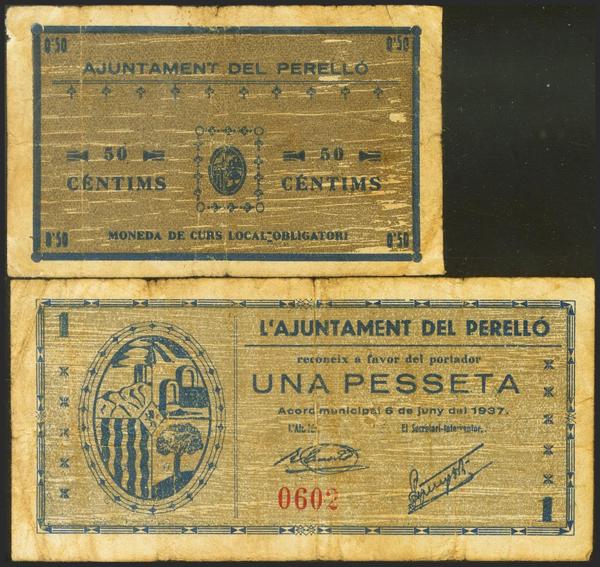 0'50 0'50
AJUNTAMENT DEL PERELLÓ
50 50
CÉNTIMS CÉNTIMS
MONEDA DE CURS LOCAL OBLIGATORI
0'50 0'50
1
L'AJUNTAMENT DEL PERELLÓ
reconeix a favor del portador
UNA PESSETA
Acord municipal 6 de juny del 1937.
El Secretari-Interventor,
0602
1